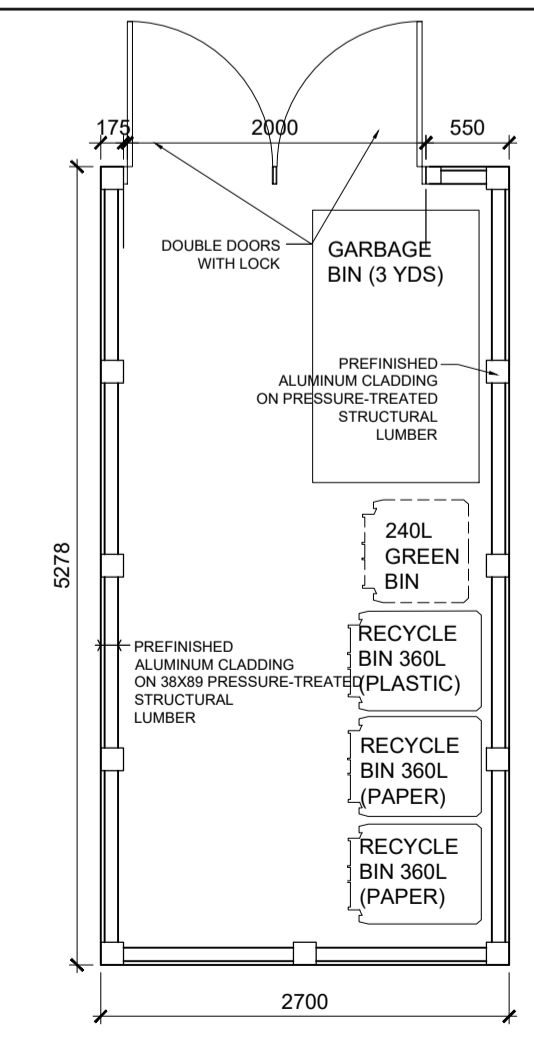 175
2000
550
DOUBLE DOORS
WITH LOCK
GARBAGE
BIN (3 YDS)
PREFINISHED
ALUMINUM CLADDING
ON PRESSURE-TREATED
STRUCTURAL
LUMBER
5278
240L
GREEN
BIN
PREFINISHED
ALUMINUM CLADDING
ON 38X89 PRESSURE-TREATED
STRUCTURAL
LUMBER
RECYCLE
BIN 360L
(PLASTIC)
RECYCLE
BIN 360L
(PAPER)
RECYCLE
BIN 360L
(PAPER)
2700